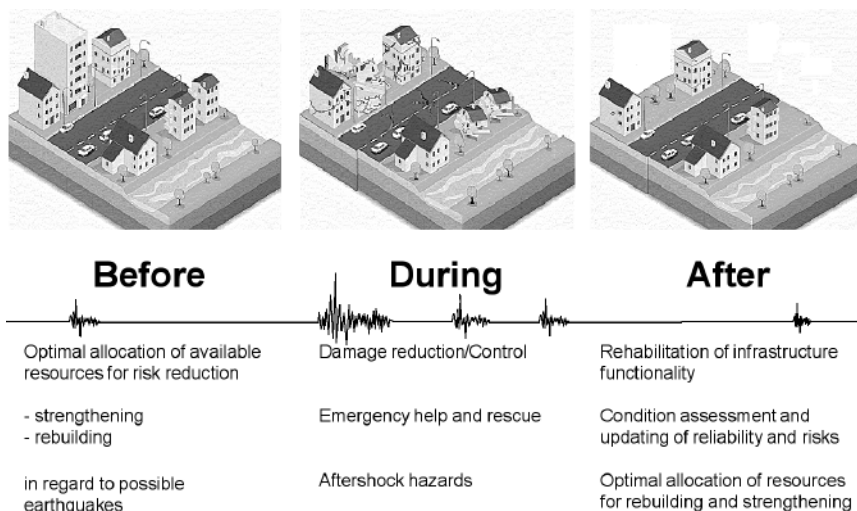 Before
Optimal allocation of available
resources for risk reduction
- strengthening
- rebuilding
in regard to possible
earthquakes
During
Damage reduction/Control
Emergency help and rescue
Aftershock hazards
After
Rehabilitation of infrastructure
functionality
Condition assessment and
updating of reliability and risks
Optimal allocation of resources
for rebuilding and strengthening